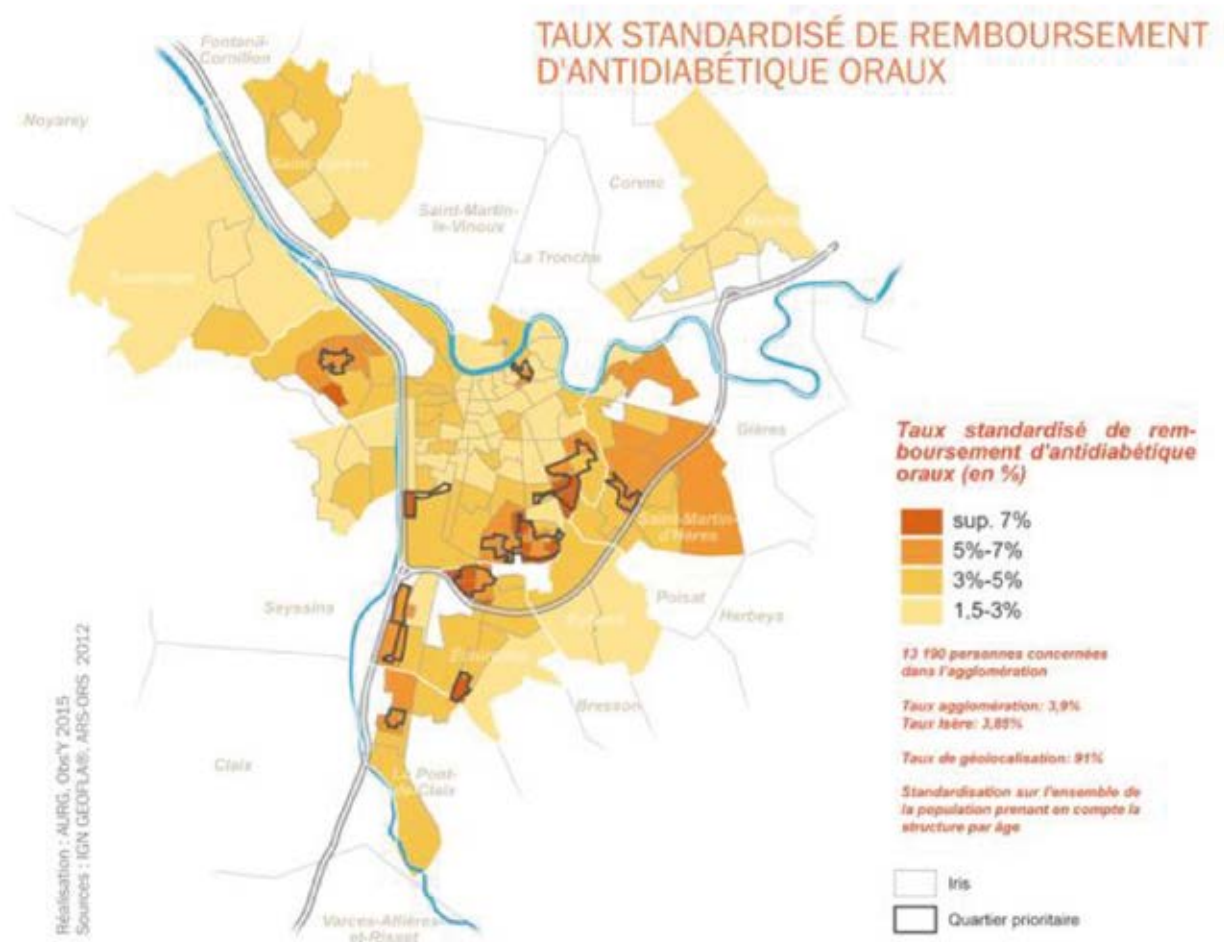 TAUX STANDARDISÉ DE REMBOURSEMENT
D'ANTIDIABÉTIQUE ORAUX
Fontanil-
Cornillon
Noyarey
Saint-Martin-
le-Vinoux
Corenc
La Tronche
Gières
Saint-Martin-
d'Hères
Poisat
Herbeys
Seyssins
Bresson
Claix
Le Pont-
de-Claix
Varces-Allières-
et-Risset
Taux standardisé de rem-
boursement d'antidiabétique
oraux (en %)
sup. 7%
5%-7%
3%-5%
1,5-3%
13 190 personnes concernées
dans l'agglomération
Taux agglomération: 3,9%
Taux Isère: 3,85%
Taux de géolocalisation: 91%
Standardisation sur l'ensemble de
la population prenant en compte la
structure par âge
Iris
Quartier prioritaire
Réalisation : AURG, Obs'Y 2015
Sources : IGN GEOFLA®, ARS-ORS 2012